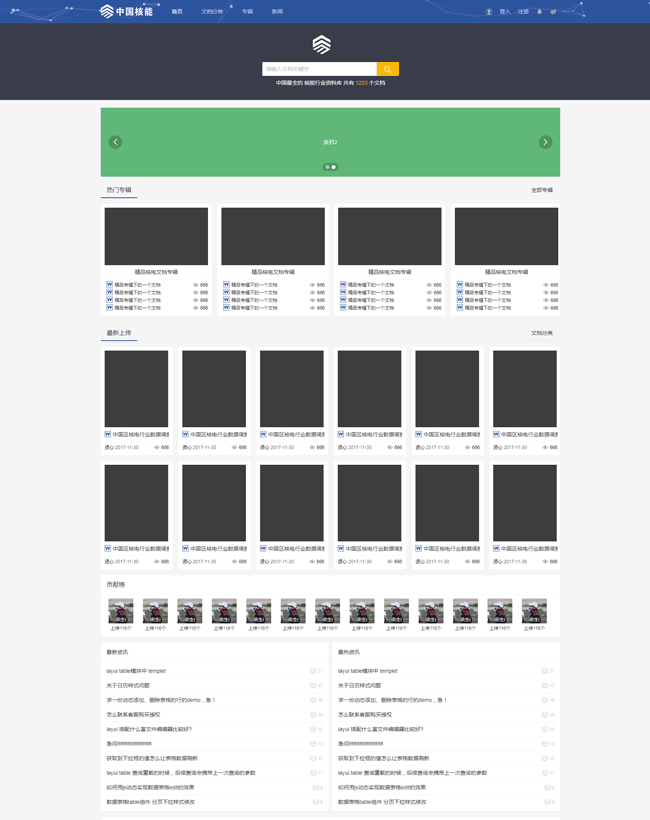 中国核能 首页 文档分类 专辑 新闻 登入 注册
请输入文档关键字
中国最全的 核能行业资料库 共有 1223 个文档
条目2
热门专辑 全部专辑
精品核电文档专辑 精品核电文档专辑 精品核电文档专辑 精品核电文档专辑
精品专辑下的一个文档 666 精品专辑下的一个文档 666 精品专辑下的一个文档 666 精品专辑下的一个文档 666
精品专辑下的一个文档 666 精品专辑下的一个文档 666 精品专辑下的一个文档 666 精品专辑下的一个文档 666
精品专辑下的一个文档 666 精品专辑下的一个文档 666 精品专辑下的一个文档 666 精品专辑下的一个文档 666
精品专辑下的一个文档 666 精品专辑下的一个文档 666 精品专辑下的一个文档 666 精品专辑下的一个文档 666
最新上传 文档分类
中国区核电行业数据调查 中国区核电行业数据调查 中国区核电行业数据调查 中国区核电行业数据调查 中国区核电行业数据调查 中国区核电行业数据调查
贤心 2017-11-30 666 贤心 2017-11-30 666 贤心 2017-11-30 666 贤心 2017-11-30 666 贤心 2017-11-30 666 贤心 2017-11-30 666
中国区核电行业数据调查 中国区核电行业数据调查 中国区核电行业数据调查 中国区核电行业数据调查 中国区核电行业数据调查 中国区核电行业数据调查
贤心 2017-11-30 666 贤心 2017-11-30 666 贤心 2017-11-30 666 贤心 2017-11-30 666 贤心 2017-11-30 666 贤心 2017-11-30 666
贡献榜
上传116个 上传116个 上传116个 上传116个 上传116个 上传116个 上传116个 上传116个 上传116个 上传116个 上传116个 上传116个 上传116个
最新资讯
layui table模块中 templet 21
关于日历样式问题
求一份动态添加、删除表格的行的demo，急！
怎么联系客服购买授权
layui 搭配什么富文件编辑器比较好?
急问!!!!!!!!!!!!!!!!!!!!!!!
获取到下拉框的值怎么让表格数据刷新 12
layui table 查询重载的时候，后续查询会携带上一次查询的参数
如何用js动态实现数据表格edit的效果
数据表格table组件 分页下拉样式修改
最热资讯
layui table模块中 templet 21
关于日历样式问题
求一份动态添加、删除表格的行的demo，急！
怎么联系客服购买授权
layui 搭配什么富文件编辑器比较好?
急问!!!!!!!!!!!!!!!!!!!!!!!
获取到下拉框的值怎么让表格数据刷新 12
layui table 查询重载的时候，后续查询会携带上一次查询的参数
如何用js动态实现数据表格edit的效果
数据表格table组件 分页下拉样式修改